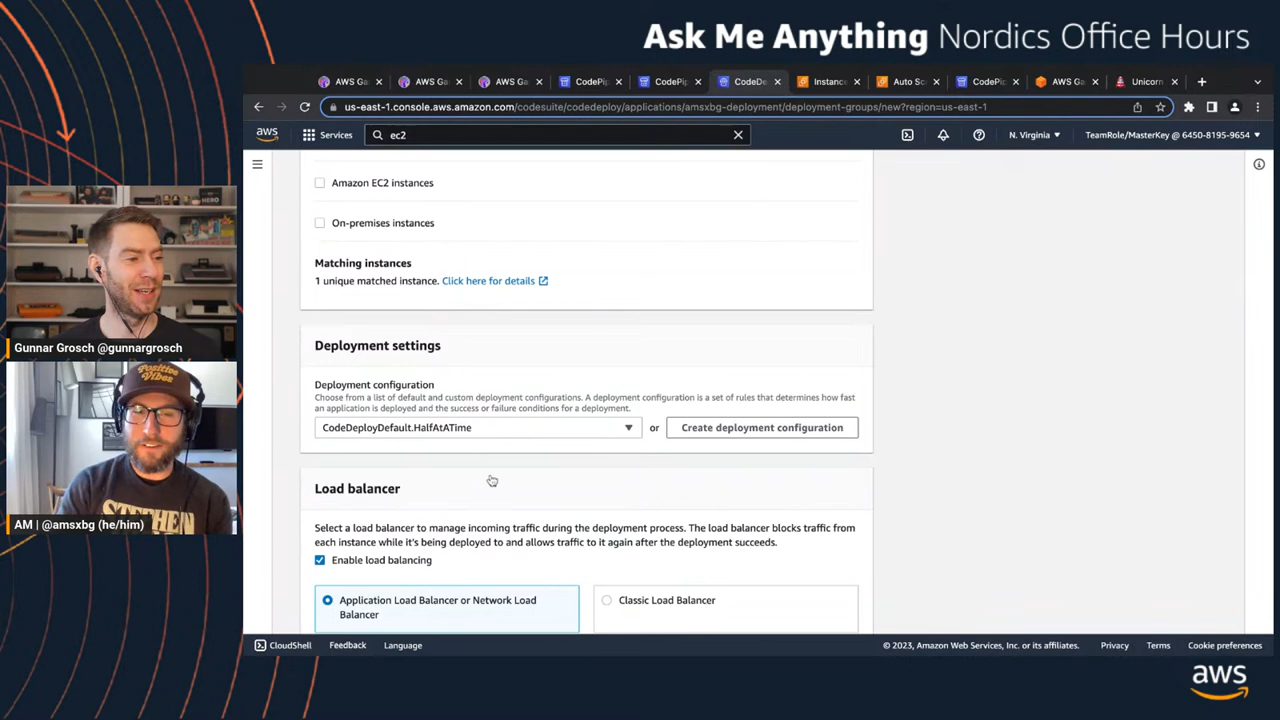 Ask Me Anything Nordics Office Hours
AWS Ga
AWS Ga
AWS Ga
CodePip
CodePip
CodeDe
Instance
Auto Sc
CodePip
AWS Ga
Unicorn
us-east-1.console.aws.amazon.com/codesuite/codedeploy/applications/amsxbg-deployment/deployment-groups/new?region=us-east-1
aws
Services
ec2
N. Virginia
TeamRole/MasterKey @ 6450-8195-9654
Amazon EC2 instances
On-premises instances
Matching instances
1 unique matched instance. Click here for details
Deployment settings
Deployment configuration
Choose from a list of default and custom deployment configurations. A deployment configuration is a set of rules that determines how fast
an application is deployed and the success or failure conditions for a deployment.
CodeDeployDefault.HalfAtATime
or
Create deployment configuration
Load balancer
Select a load balancer to manage incoming traffic during the deployment process. The load balancer blocks traffic from
each instance while it's being deployed to and allows traffic to it again after the deployment succeeds.
Enable load balancing
Application Load Balancer or Network Load
Balancer
Classic Load Balancer
CloudShell
Feedback
Language
© 2023, Amazon Web Services, Inc. or its affiliates.
Privacy
Terms
Cookie preferences
HERO
Gunnar Grosch @gunnargrosch
Positive
Vibes
STEPHEN
AM | @amsxbg (he/him)
aws